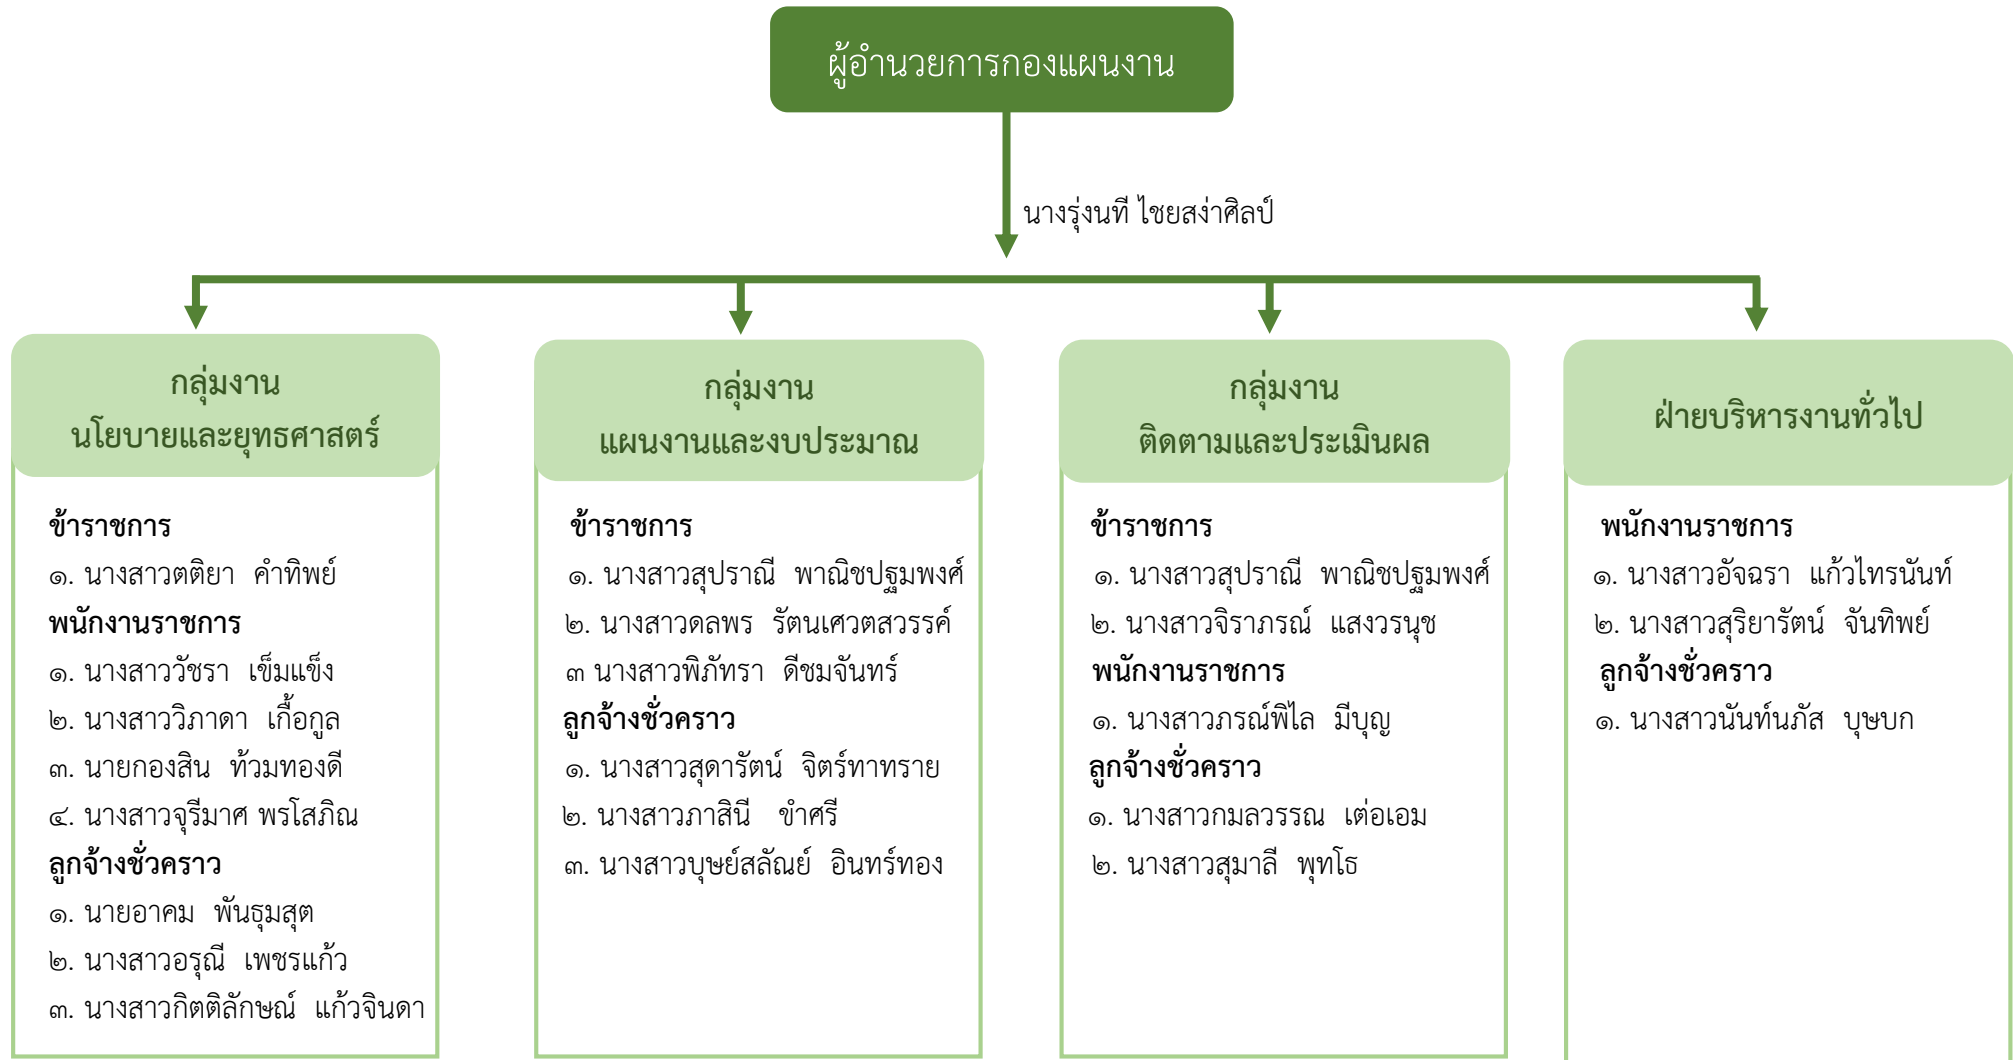 ผู้อำนวยการกองแผนงาน
นางรุ่งนที ไชยสง่าศิลป์
กลุ่มงาน
นโยบายและยุทธศาสตร์
ข้าราชการ
๑. นางสาวตติยา คำทิพย์
พนักงานราชการ
๑. นางสาววัชรา เข็มแข็ง
๒. นางสาววิภาดา เกื้อกูล
๓. นายกองสิน ท้วมทองดี
๔. นางสาวจุรีมาศ พรโสภิณ
ลูกจ้างชั่วคราว
๑. นายอาคม พันธุมสุต
๒. นางสาวอรุณี เพชรแก้ว
๓. นางสาวกิตติลักษณ์ แก้วจินดา
กลุ่มงาน
แผนงานและงบประมาณ
ข้าราชการ
๑. นางสาวสุปราณี พาณิชปฐมพงศ์
๒. นางสาวดลพร รัตนเศวตสวรรค์
๓ นางสาวพิภัทรา ดีชมจันทร์
ลูกจ้างชั่วคราว
๑. นางสาวสุดารัตน์ จิตร์ทาทราย
๒. นางสาวภาสินี ขำศรี
๓. นางสาวบุษย์สลัณย์ อินทร์ทอง
กลุ่มงาน
ติดตามและประเมินผล
ข้าราชการ
๑. นางสาวสุปราณี พาณิชปฐมพงศ์
๒. นางสาวจิราภรณ์ แสงวรนุช
พนักงานราชการ
๑. นางสาวภรณ์พิไล มีบุญ
ลูกจ้างชั่วคราว
๑. นางสาวกมลวรรณ เต่อเอม
๒. นางสาวสุมาลี พุทโธ
ฝ่ายบริหารงานทั่วไป
พนักงานราชการ
๑. นางสาวอัจฉรา แก้วไทรนันท์
๒. นางสาวสุริยารัตน์ จันทิพย์
ลูกจ้างชั่วคราว
๑. นางสาวนันท์นภัส บุษบก